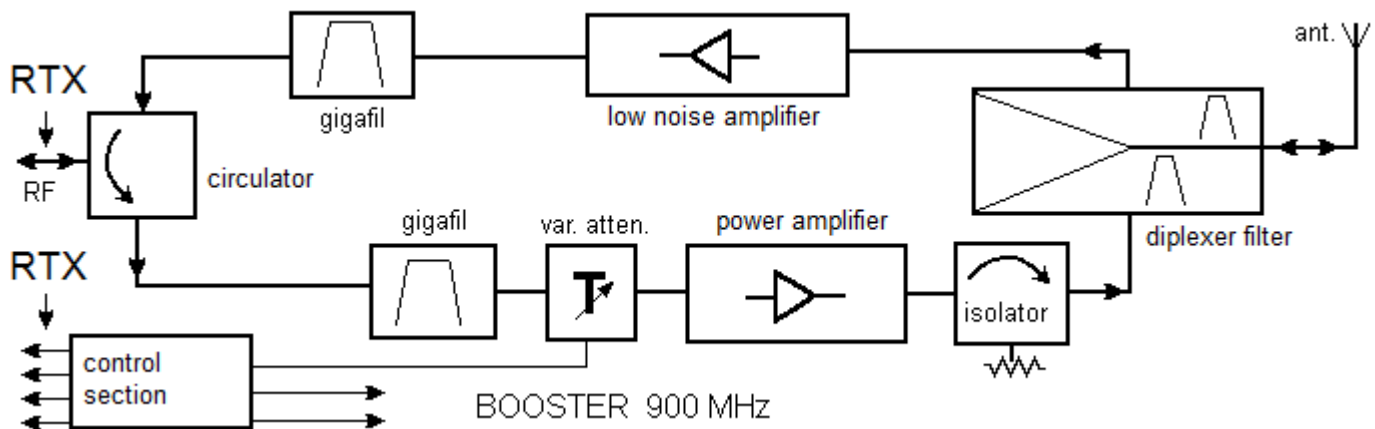 ant.
RTX
gigafil
low noise amplifier
RF
circulator
diplexer filter
gigafil
var. atten.
power amplifier
T
isolator
RTX
control
section
BOOSTER 900 MHz